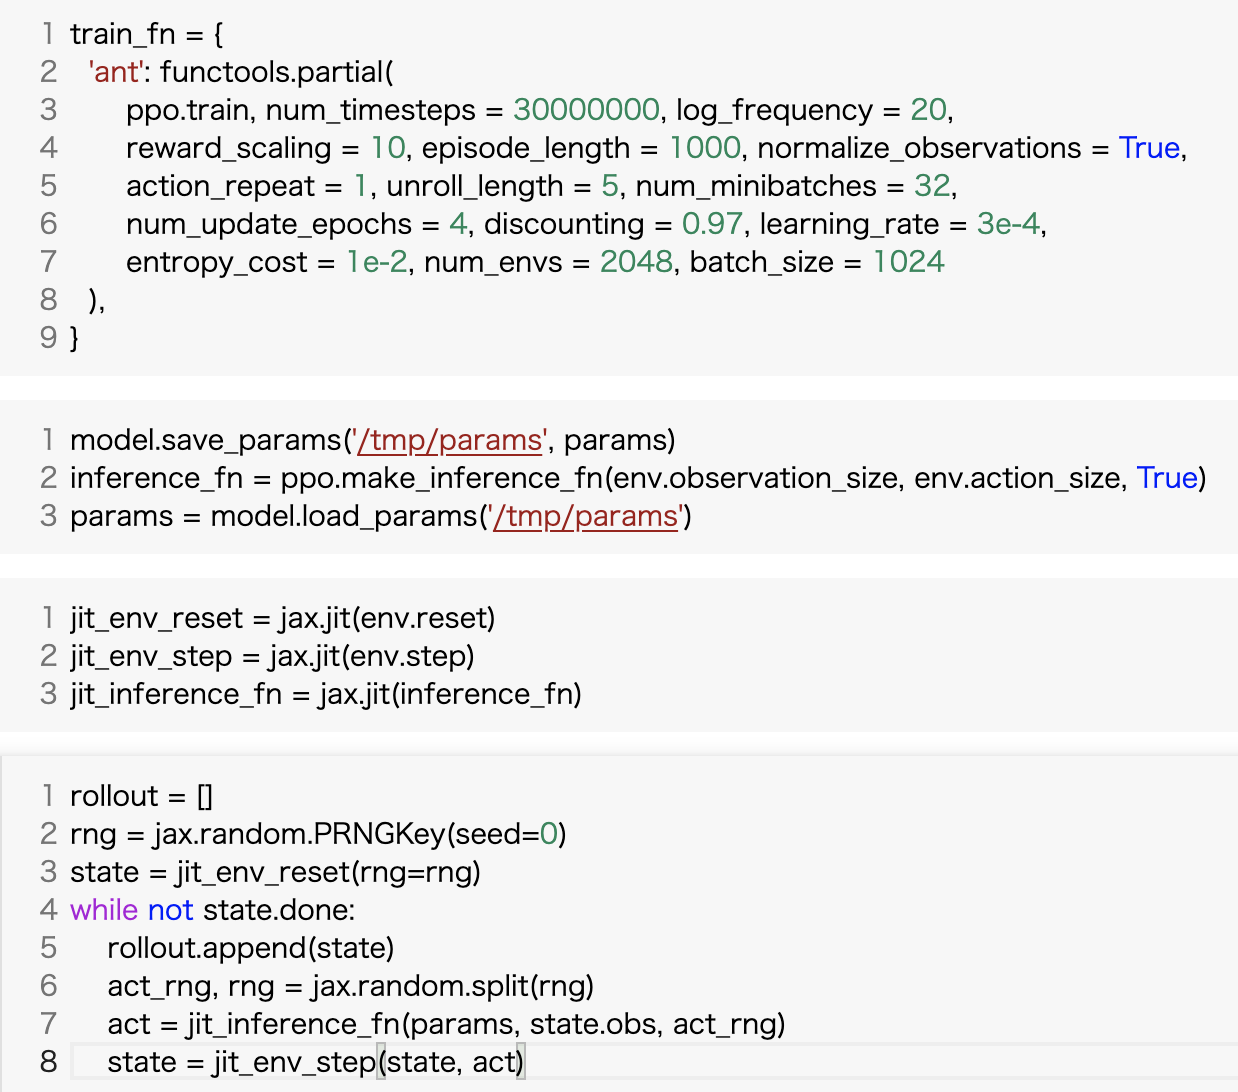 1 train_fn = {
2   'ant': functools.partial(
3       ppo.train, num_timesteps = 30000000, log_frequency = 20,
4       reward_scaling = 10, episode_length = 1000, normalize_observations = True,
5       action_repeat = 1, unroll_length = 5, num_minibatches = 32,
6       num_update_epochs = 4, discounting = 0.97, learning_rate = 3e-4,
7       entropy_cost = 1e-2, num_envs = 2048, batch_size = 1024
8   ),
9 }
1 model.save_params('/tmp/params', params)
2 inference_fn = ppo.make_inference_fn(env.observation_size, env.action_size, True)
3 params = model.load_params('/tmp/params')
1 jit_env_reset = jax.jit(env.reset)
2 jit_env_step = jax.jit(env.step)
3 jit_inference_fn = jax.jit(inference_fn)
1 rollout = []
2 rng = jax.random.PRNGKey(seed=0)
3 state = jit_env_reset(rng=rng)
4 while not state.done:
5     rollout.append(state)
6     act_rng, rng = jax.random.split(rng)
7     act = jit_inference_fn(params, state.obs, act_rng)
8     state = jit_env_step(state, act)